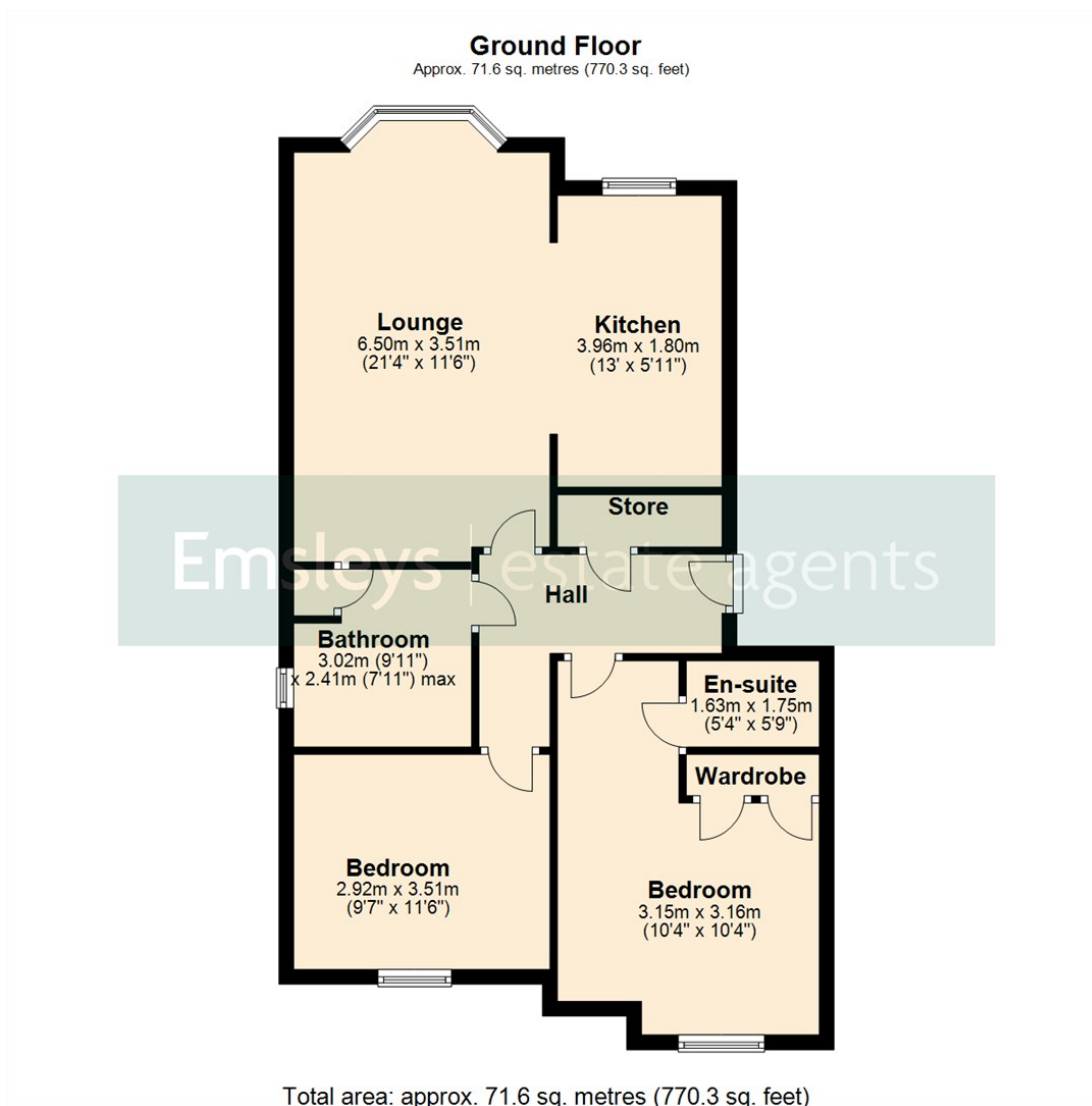 Ground Floor
Approx. 71.6 sq. metres (770.3 sq. feet)
Lounge
6.50m x 3.51m
(21'4" x 11'6")
Kitchen
3.96m x 1.80m
(13' x 5'11")
Store
Emsleys | estate agents
Hall
Bathroom
3.02m (9'11")
x 2.41m (7'11") max
En-suite
1.63m x 1.75m
(5'4" x 5'9")
Wardrobe
Bedroom
2.92m x 3.51m
(9'7" x 11'6")
Bedroom
3.15m x 3.16m
(10'4" x 10'4")
Total area: approx. 71.6 sq. metres (770.3 sq. feet)